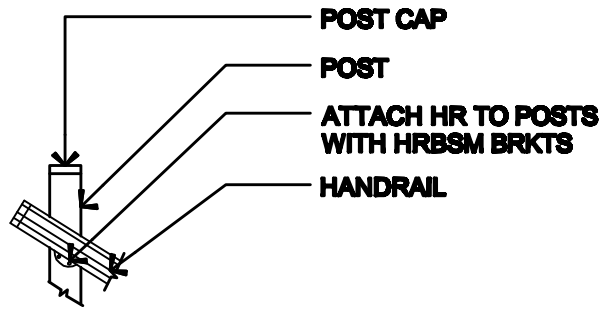 POST CAP
POST
ATTACH HR TO POSTS
WITH HRBSM BRKTS
HANDRAIL